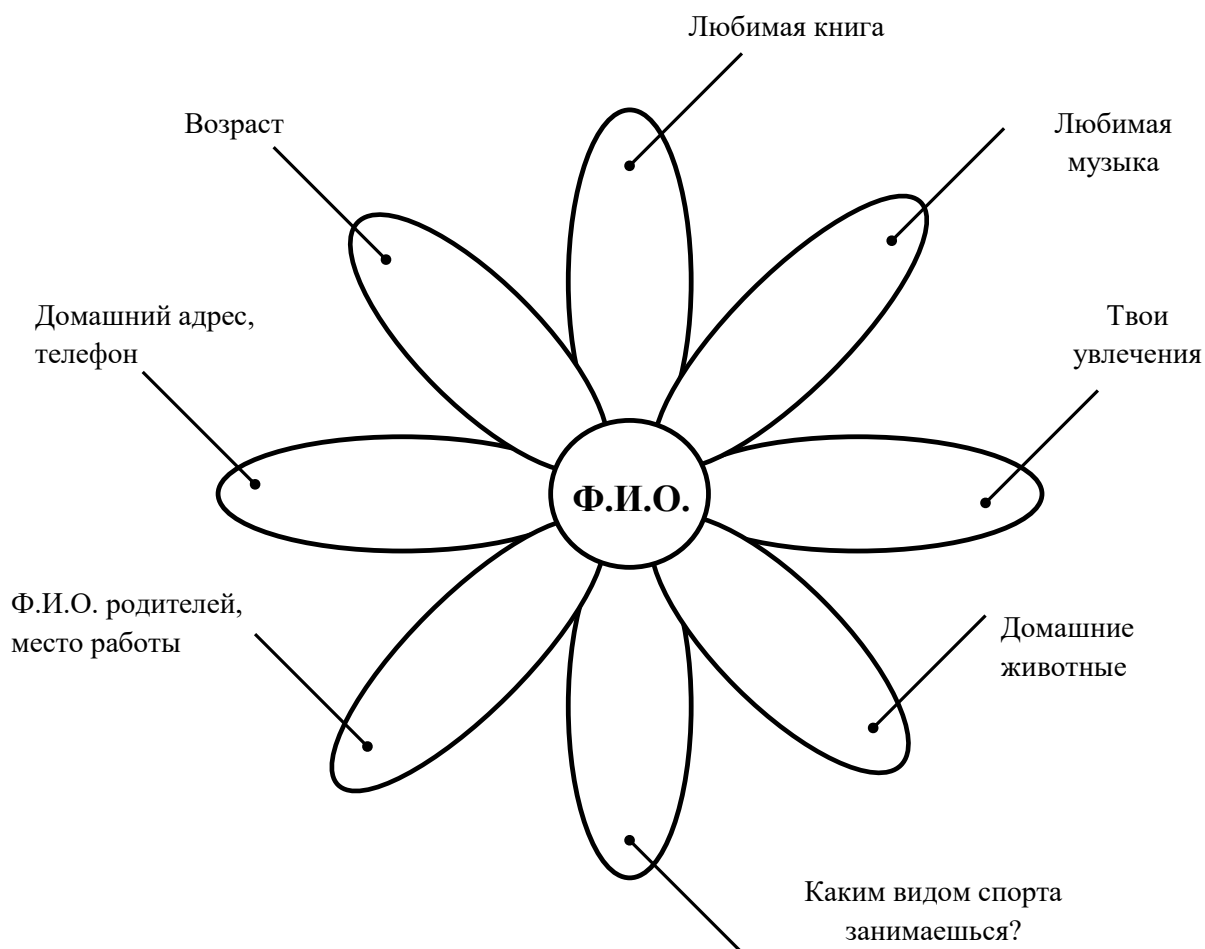 Любимая книга
Возраст
Любимая
музыка
Домашний адрес,
телефон
Твои
увлечения
Ф.И.О.
Ф.И.О. родителей,
место работы
Домашние
животные
Каким видом спорта
занимаешься?